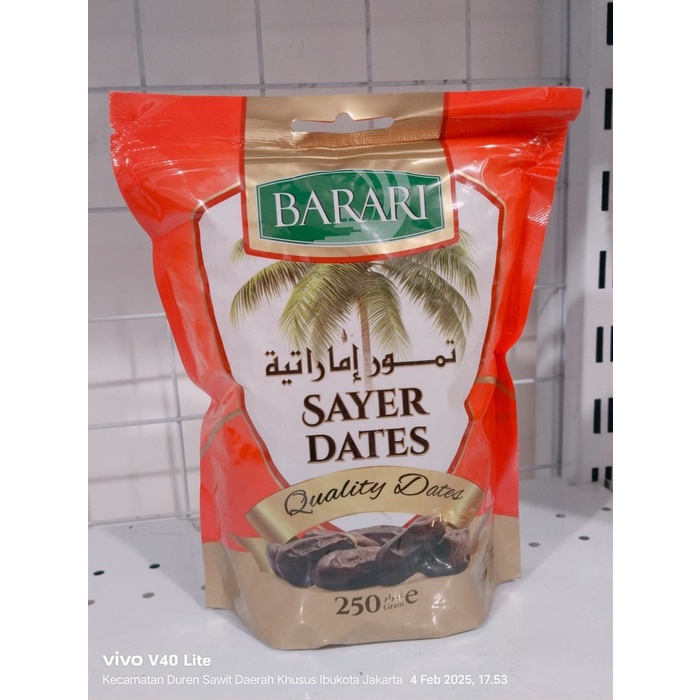 BARARI
تمور إماراتية
SAYER
DATES
Quality Dates
250 جرام Gram e
vivo V40 Lite
Kecamatan Duren Sawit Daerah Khusus Ibukota Jakarta 4 Feb 2025, 17.53